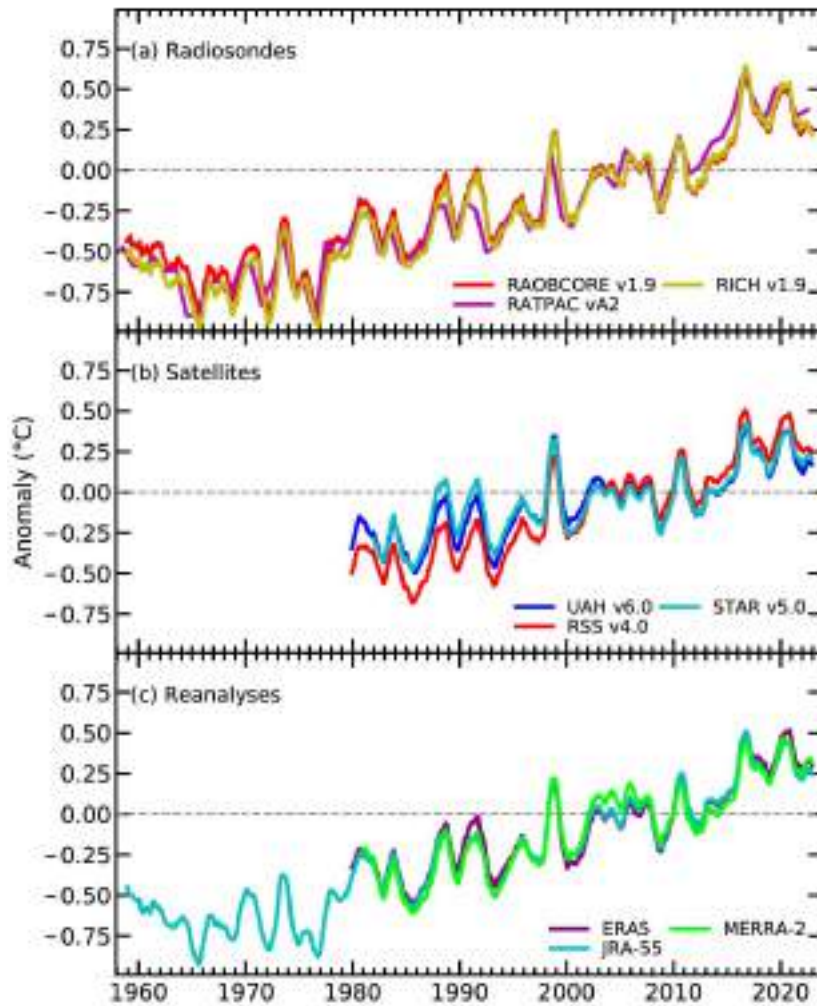 0.75
(a) Radiosondes
0.50
0.25
0.00
−0.25
−0.50
−0.75
RAOBCORE v1.9 RICH v1.9
RATPAC vA2
0.75
(b) Satellites
0.50
0.25
0.00
−0.25
−0.50
−0.75
UAH v6.0 STAR v5.0
RSS v4.0
Anomaly (°C)
0.75
(c) Reanalyses
0.50
0.25
0.00
−0.25
−0.50
−0.75
ERA5 MERRA-2
JRA-55
1960 1970 1980 1990 2000 2010 2020